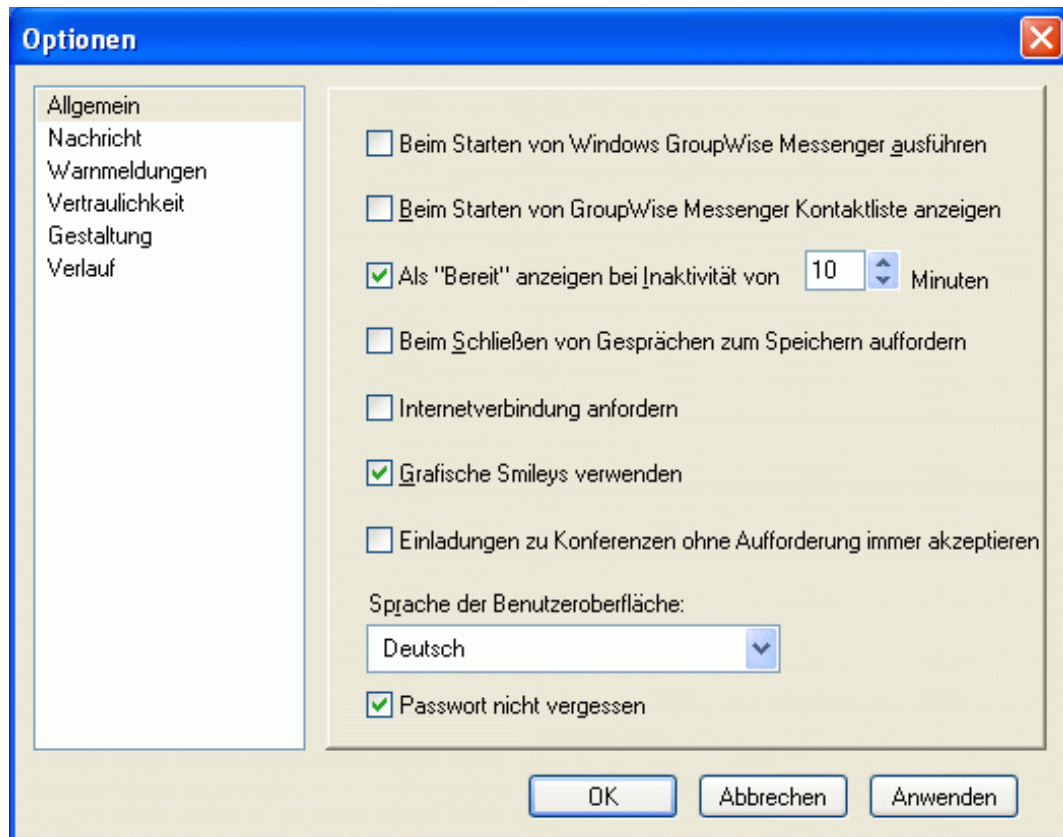 Optionen
Allgemein
Nachricht
Warnmeldungen
Vertraulichkeit
Gestaltung
Verlauf
Beim Starten von Windows GroupWise Messenger ausführen
Beim Starten von GroupWise Messenger Kontaktliste anzeigen
Als "Bereit" anzeigen bei Inaktivität von 10 Minuten
Beim Schließen von Gesprächen zum Speichern auffordern
Internetverbindung anfordern
Grafische Smileys verwenden
Einladungen zu Konferenzen ohne Aufforderung immer akzeptieren
Sprache der Benutzeroberfläche:
Deutsch
Passwort nicht vergessen
OK Abbrechen Anwenden